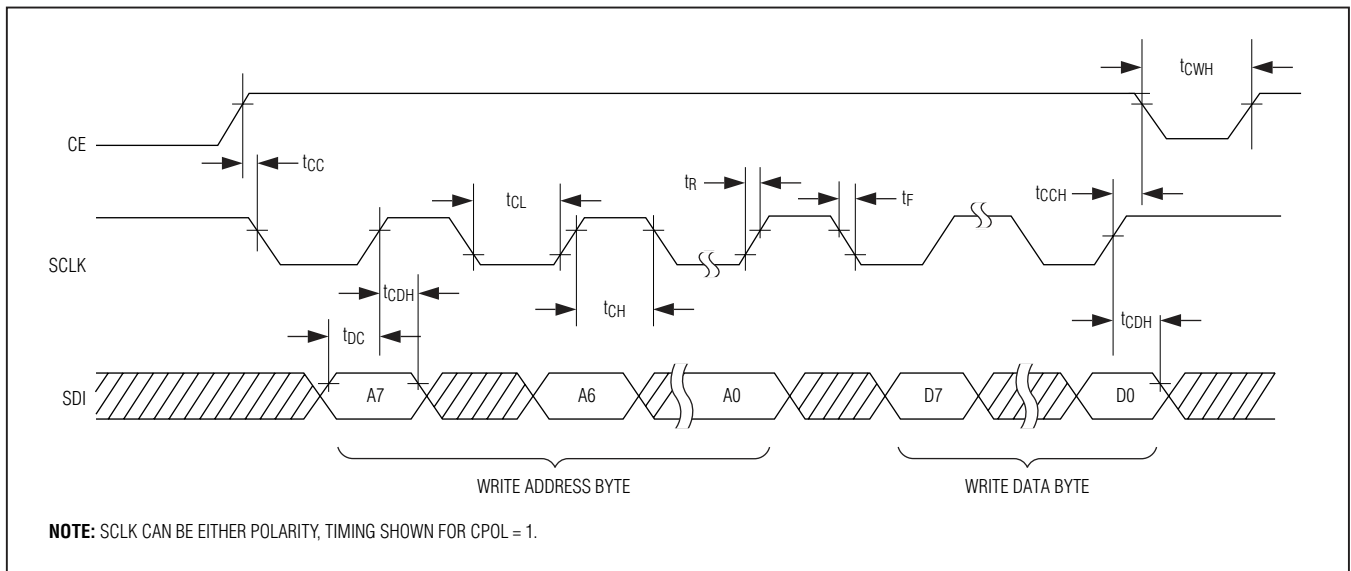 tCWH
CE
tCC
tCL
tR
tF
tCCH
SCLK
tCDH
tCH
tDC
tCDH
SDI
A7
A6
A0
D7
D0
WRITE ADDRESS BYTE
WRITE DATA BYTE
NOTE: SCLK CAN BE EITHER POLARITY, TIMING SHOWN FOR CPOL = 1.